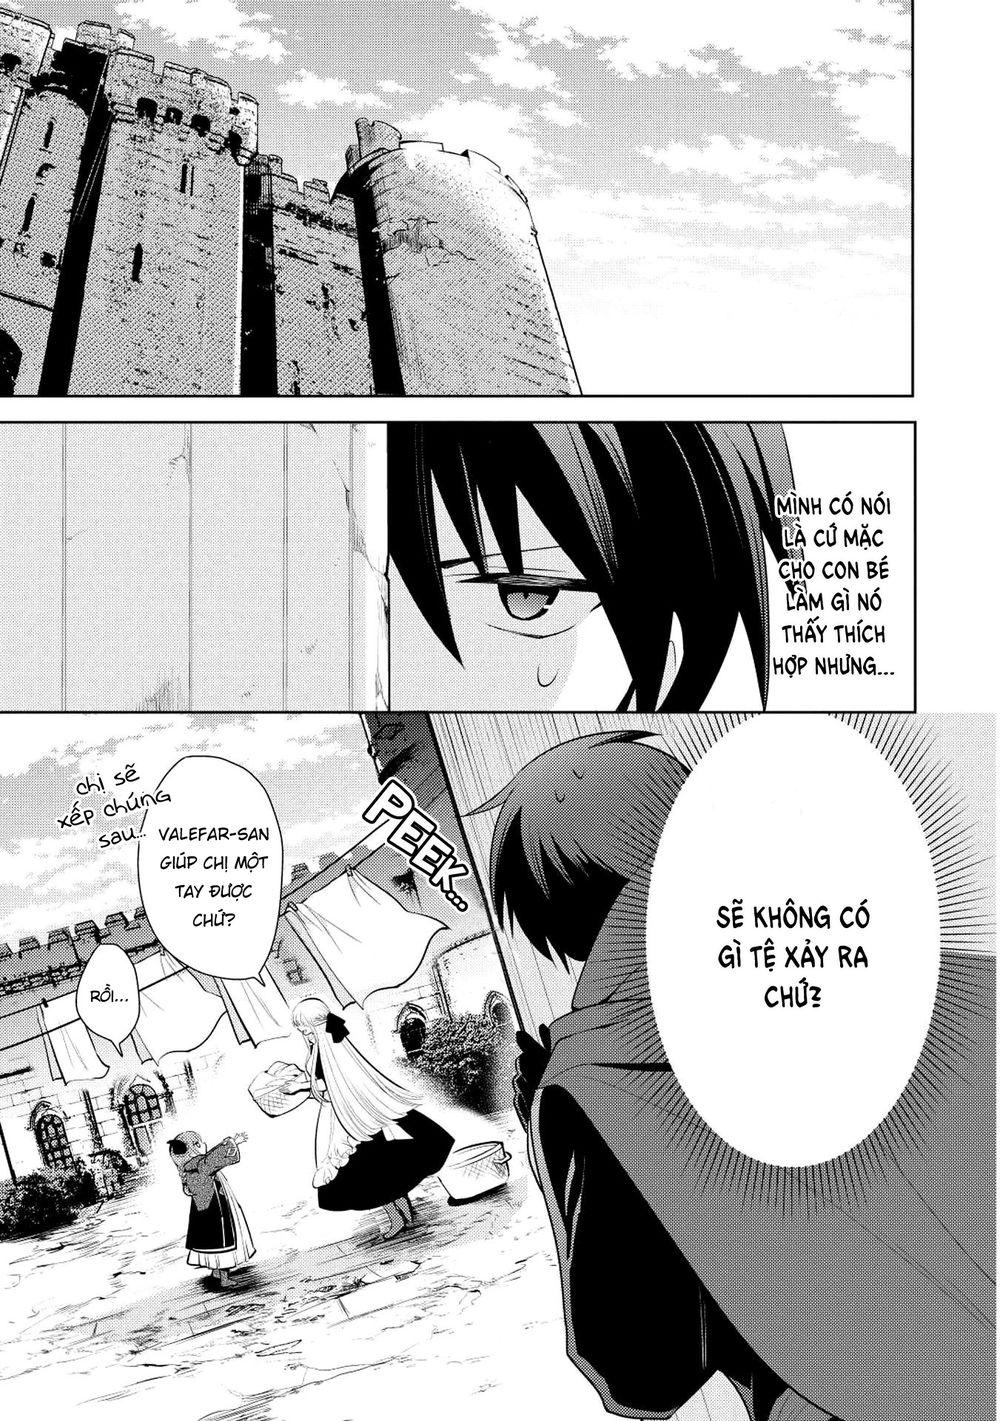 MÌNH CÓ NÓI
LÀ CỨ MẶC
CHO CON BÉ
LÀM GÌ NÓ
THẤY THÍCH
HỢP NHƯNG...
SẼ KHÔNG CÓ
GÌ TỆ XẢY RA
CHỨ?
PEEK...
VALEFAR-SAN
GIÚP CHỊ MỘT
TAY ĐƯỢC
CHỨ?
chị sẽ
xếp chúng
sau...
RỒI...